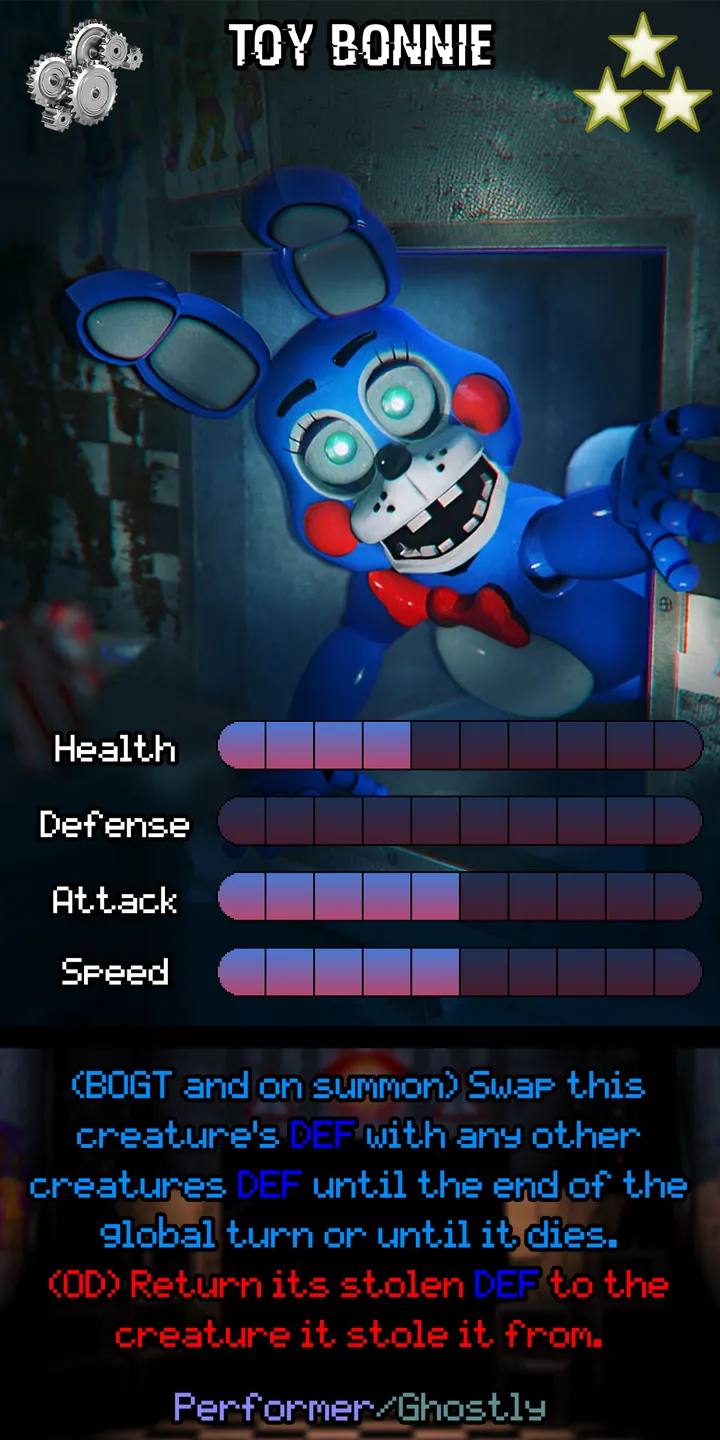 TOY BONNIE
Health
Defense
Attack
Speed
(BOGT and on summon) Swap this
creature's DEF with any other
creatures DEF until the end of the
global turn or until it dies.
(OD) Return its stolen DEF to the
creature it stole it from.
Performer/Ghostly